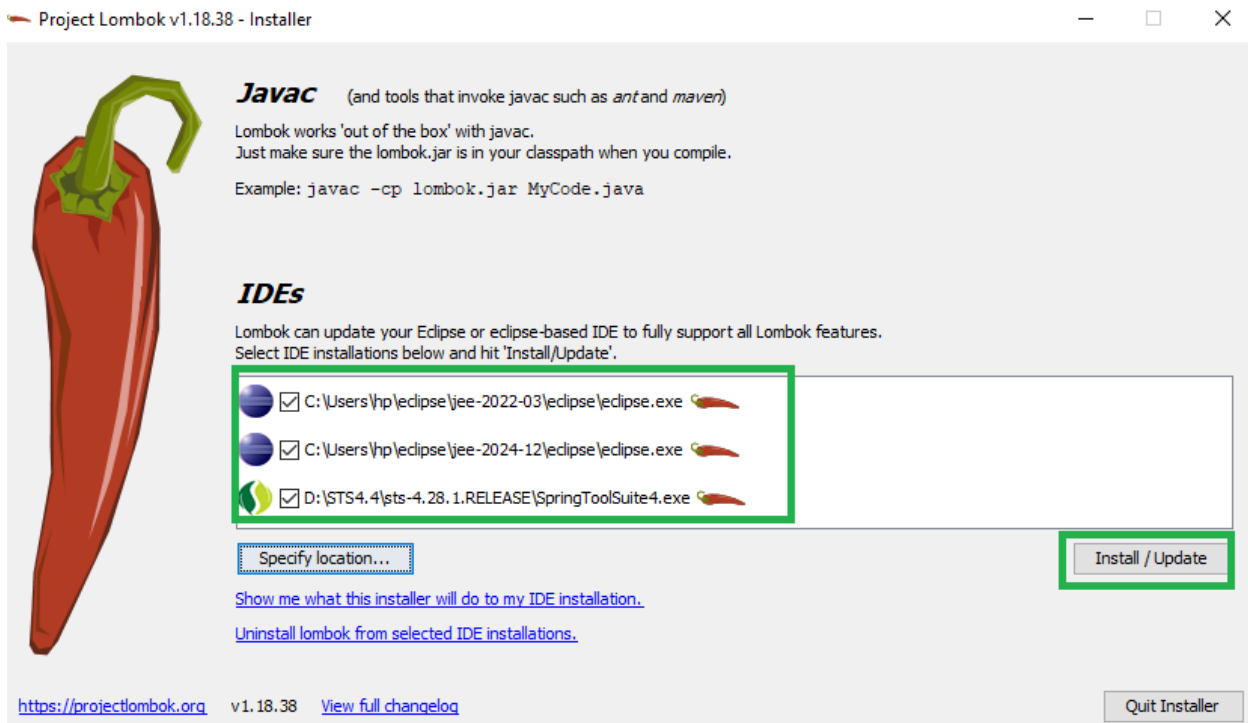 Project Lombok v1.18.38 - Installer
Javac (and tools that invoke javac such as ant and maven)
Lombok works 'out of the box' with javac.
Just make sure the lombok.jar is in your classpath when you compile.
Example: javac -cp lombok.jar MyCode.java
IDEs
Lombok can update your Eclipse or eclipse-based IDE to fully support all Lombok features.
Select IDE installations below and hit 'Install/Update'.
C:\Users\hp\eclipse\jee-2022-03\eclipse\eclipse.exe
C:\Users\hp\eclipse\jee-2024-12\eclipse\eclipse.exe
D:\STS4.4\sts-4.28.1.RELEASE\SpringToolSuite4.exe
Specify location... Install / Update
Show me what this installer will do to my IDE installation.
Uninstall lombok from selected IDE installations.
https://projectlombok.org v1.18.38 View full changelog Quit Installer